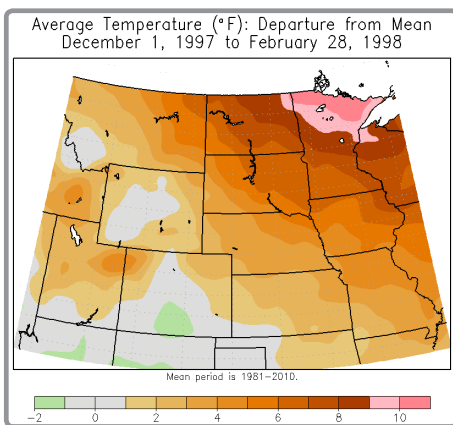 Average Temperature (°F): Departure from Mean
December 1, 1997 to February 28, 1998
Mean period is 1981-2010.
-2 0 2 4 6 8 10